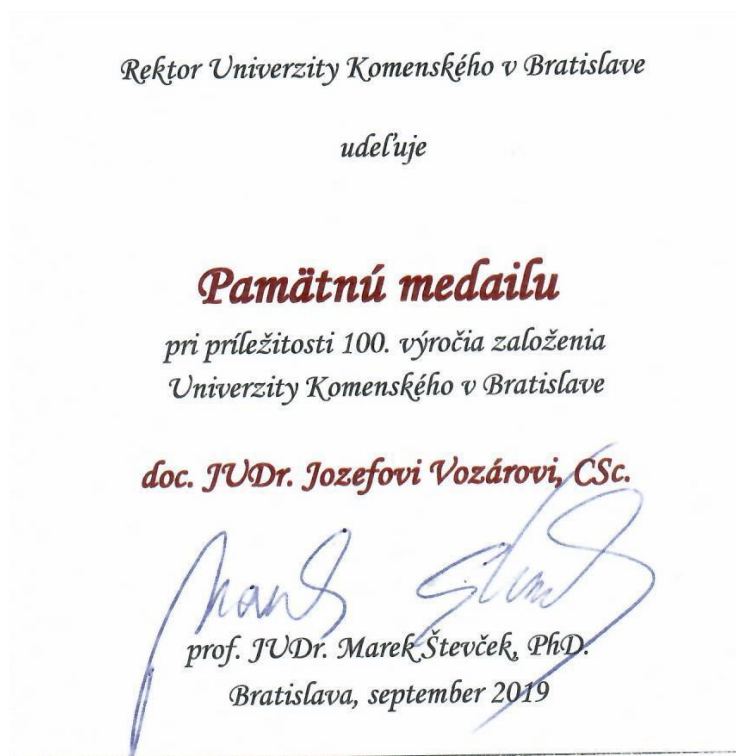 Rektor Univerzity Komenského v Bratislave
udeľuje
Pamätnú medailu
pri príležitosti 100. výročia založenia
Univerzity Komenského v Bratislave
doc. JUDr. Jozefovi Vozárovi, CSc.
prof. JUDr. Marek Števček, PhD.
Bratislava, september 2019